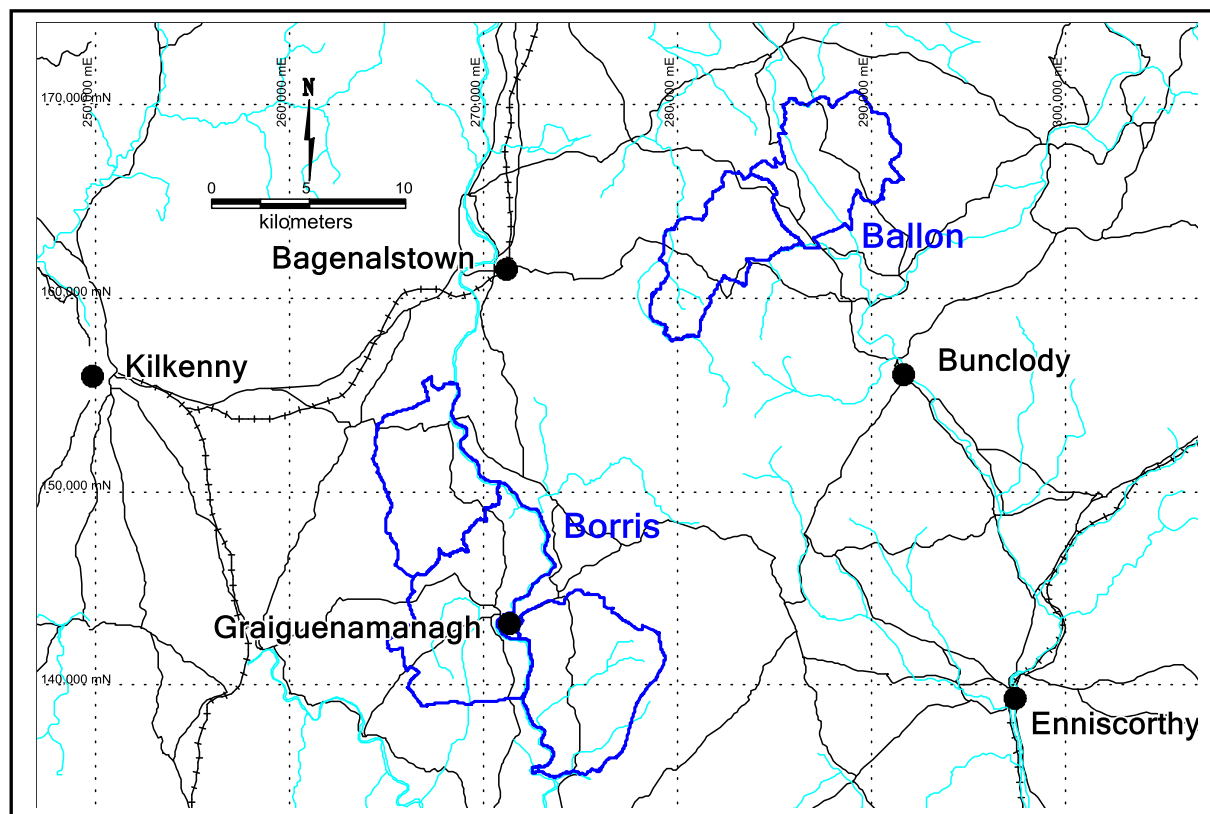 250,000 mE
260,000 mE
270,000 mE
280,000 mE
290,000 mE
300,000 mE
170,000 mN
N
0 5 10
kilometers
Ballon
Bagenalstown
160,000 mN
Kilkenny
Bunclody
150,000 mN
Borris
Graiguenamanagh
140,000 mN
Enniscorthy